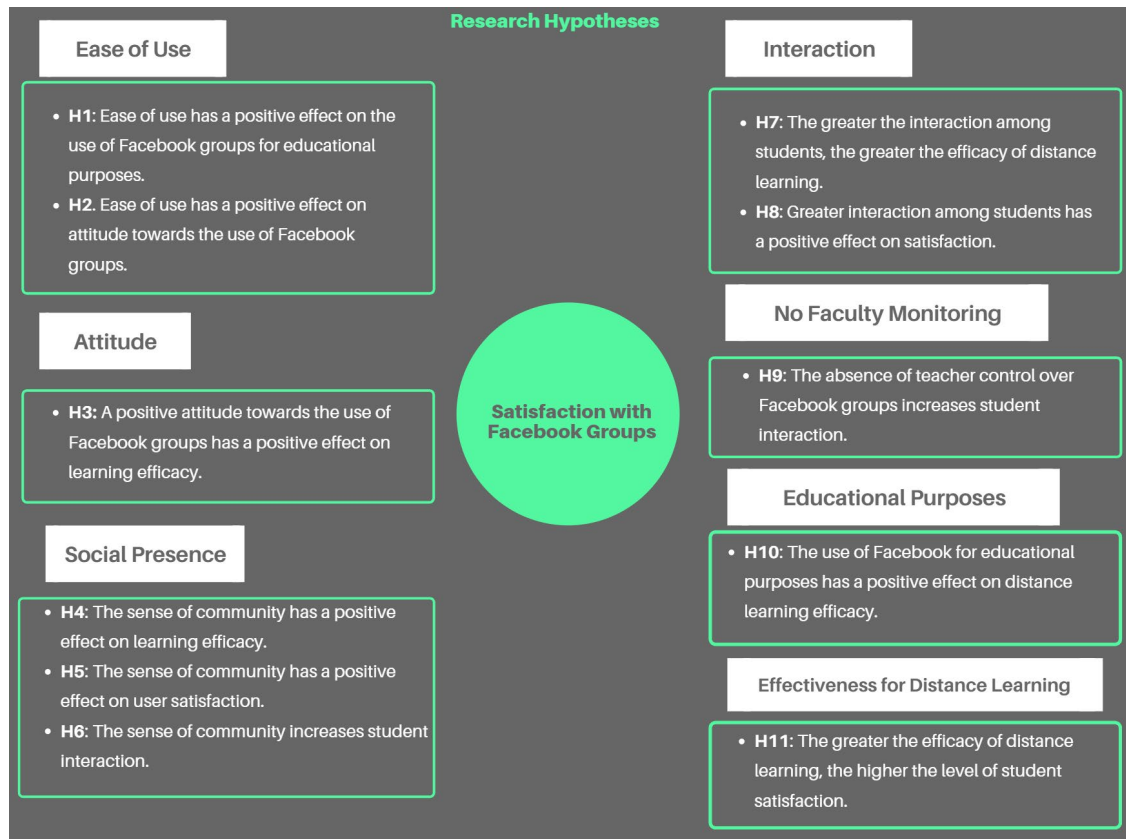 Research Hypotheses
Ease of Use
• H1: Ease of use has a positive effect on the
use of Facebook groups for educational
purposes.
• H2. Ease of use has a positive effect on
attitude towards the use of Facebook
groups.
Attitude
• H3: A positive attitude towards the use of
Facebook groups has a positive effect on
learning efficacy.
Social Presence
• H4: The sense of community has a positive
effect on learning efficacy.
• H5: The sense of community has a positive
effect on user satisfaction.
• H6: The sense of community increases student
interaction.
Satisfaction with
Facebook Groups
Interaction
• H7: The greater the interaction among
students, the greater the efficacy of distance
learning.
• H8: Greater interaction among students has
a positive effect on satisfaction.
No Faculty Monitoring
• H9: The absence of teacher control over
Facebook groups increases student
interaction.
Educational Purposes
• H10: The use of Facebook for educational
purposes has a positive effect on distance
learning efficacy.
Effectiveness for Distance Learning
• H11: The greater the efficacy of distance
learning, the higher the level of student
satisfaction.